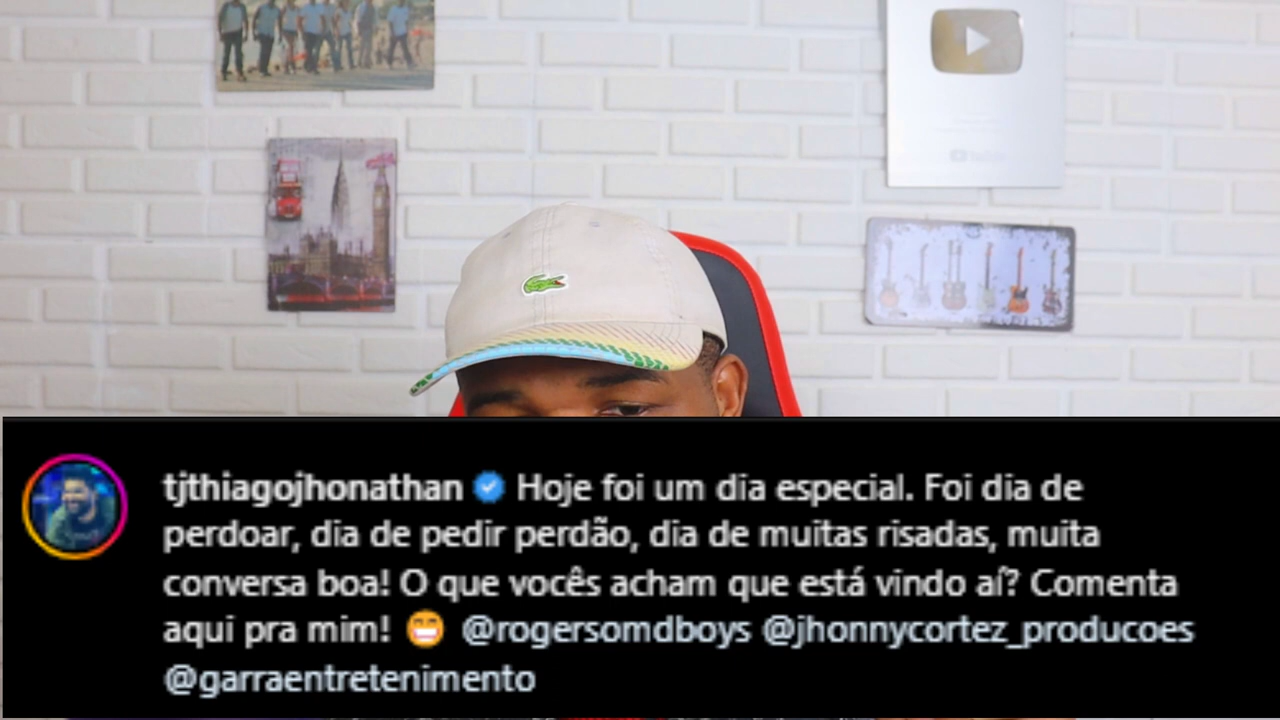 tjthiagojhonathan Hoje foi um dia especial. Foi dia de
perdoar, dia de pedir perdão, dia de muitas risadas, muita
conversa boa! O que vocês acham que está vindo aí? Comenta
aqui pra mim! 😁 @rogersomdboys @jhonnycortez_producoes
@garraentretenimento